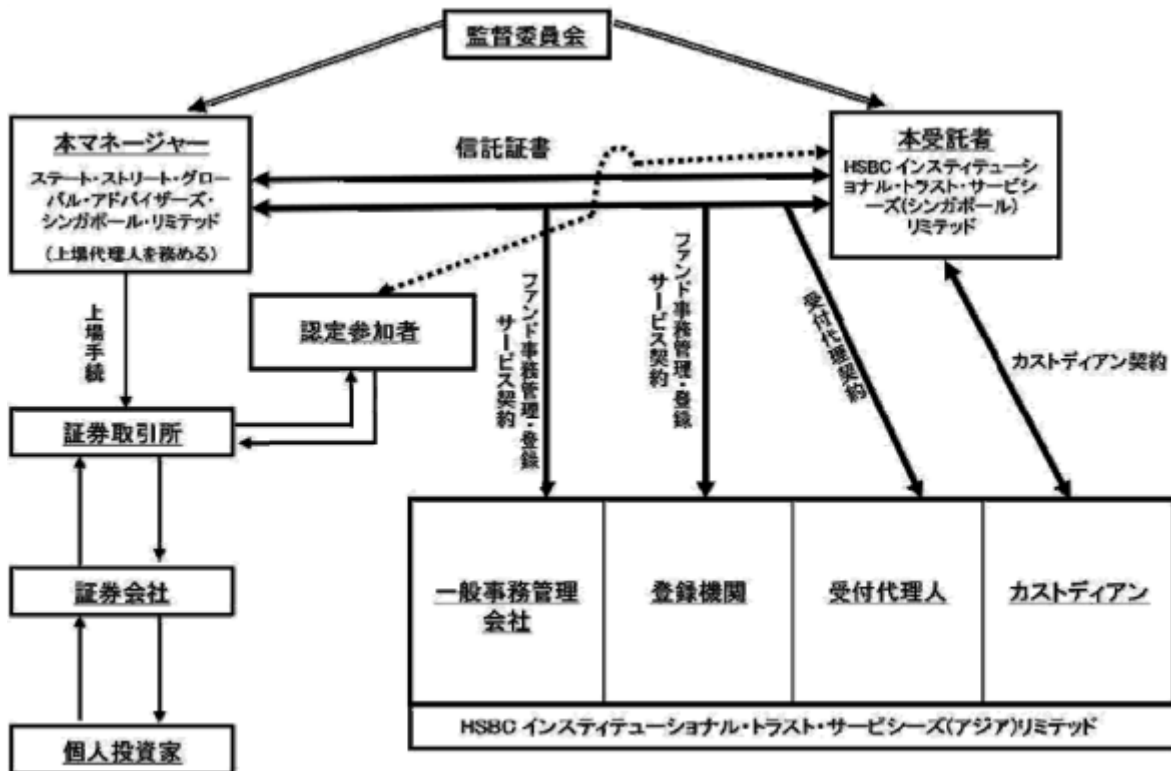 監督委員会
本マネージャー
ステート・ストリート・グロー
バル・アドバイザーズ・
シンガポール・リミテッド
(上場代理人を務める)
信託証書
本受託者
HSBC インスティテューシ
ョナル・トラスト・サービシ
ーズ(シンガポール)
リミテッド
上場手続
認定参加者
ファンド事務管理・登録
サービス契約
ファンド事務管理・登録
サービス契約
受付代理契約
カストディアン契約
証券取引所
証券会社
個人投資家
一般事務管理
会社
登録機関
受付代理人
カストディアン
HSBC インスティテューショナル・トラスト・サービシーズ(アジア)リミテッド